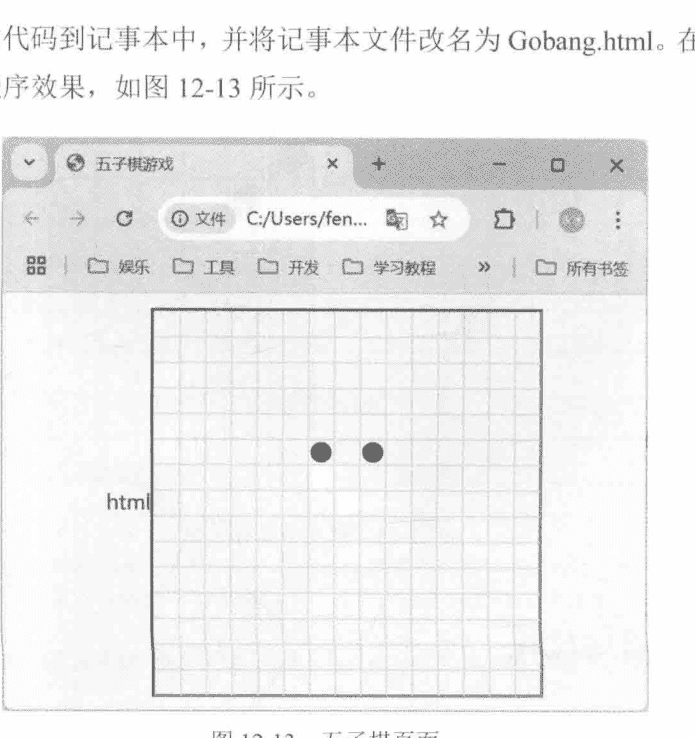 代码到记事本中，并将记事本文件改名为 Gobang.html。在
序效果，如图 12-13 所示。
五子棋游戏
文件 C:/Users/fen...
娱乐 工具 开发 学习教程 » 所有书签
html
图 12-13 五子棋页面